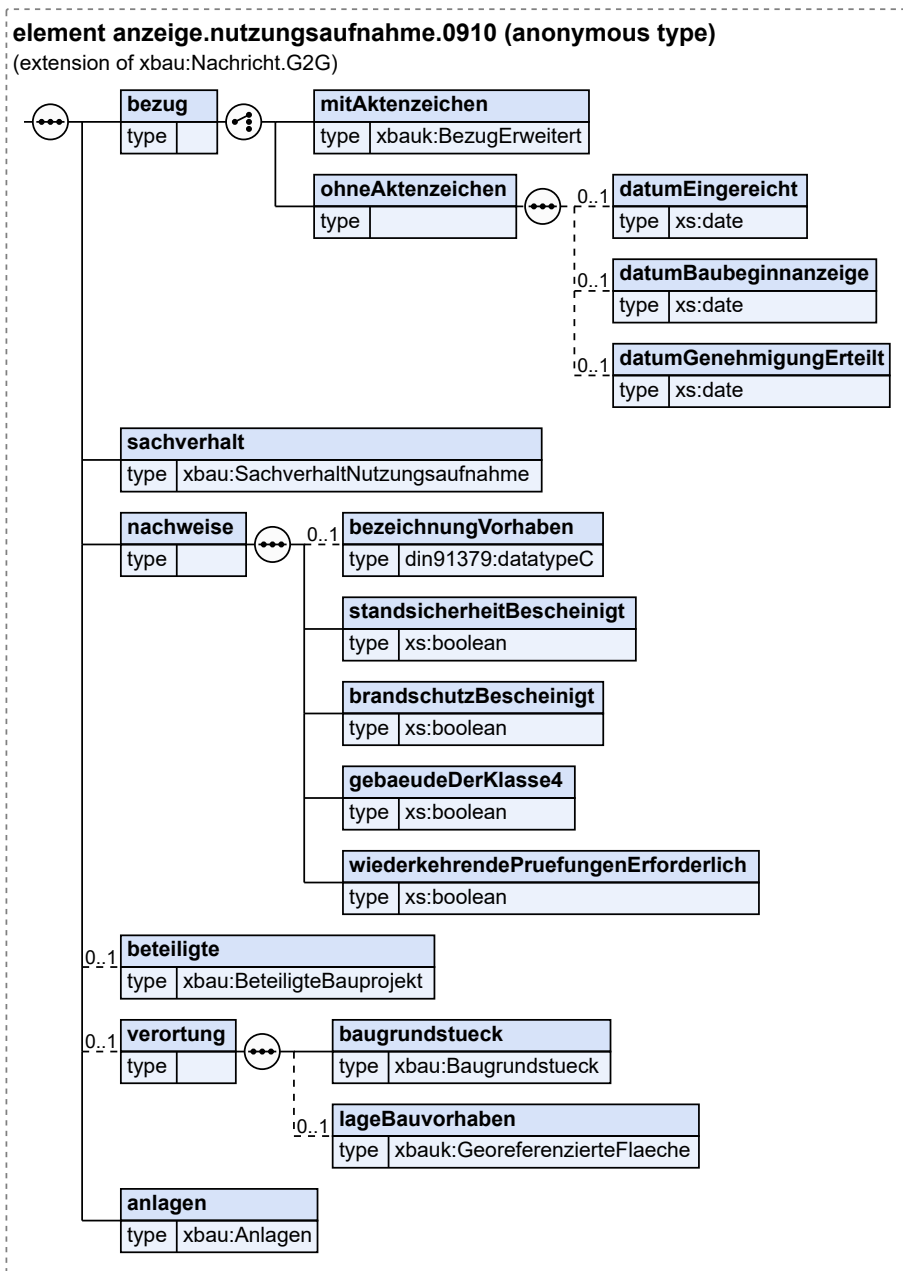 element anzeige.nutzungsaufnahme.0910 (anonymous type)
(extension of xbau:Nachricht.G2G)
bezug
type
mitAktenzeichen
type xbauk:BezugErweitert
ohneAktenzeichen
type
0..1 datumEingereicht
type xs:date
0..1 datumBaubeginnanzeige
type xs:date
0..1 datumGenehmigungErteilt
type xs:date
sachverhalt
type xbau:SachverhaltNutzungsaufnahme
nachweise
type
0..1 bezeichnungVorhaben
type din91379:datatypeC
standsicherheitBescheinigt
type xs:boolean
brandschutzBescheinigt
type xs:boolean
gebaeudeDerKlasse4
type xs:boolean
wiederkehrendePruefungenErforderlich
type xs:boolean
0..1 beteiligte
type xbau:BeteiligteBauprojekt
0..1 verortung
type
baugrundstueck
type xbau:Baugrundstueck
0..1 lageBauvorhaben
type xbauk:GeoreferenzierteFlaeche
anlagen
type xbau:Anlagen